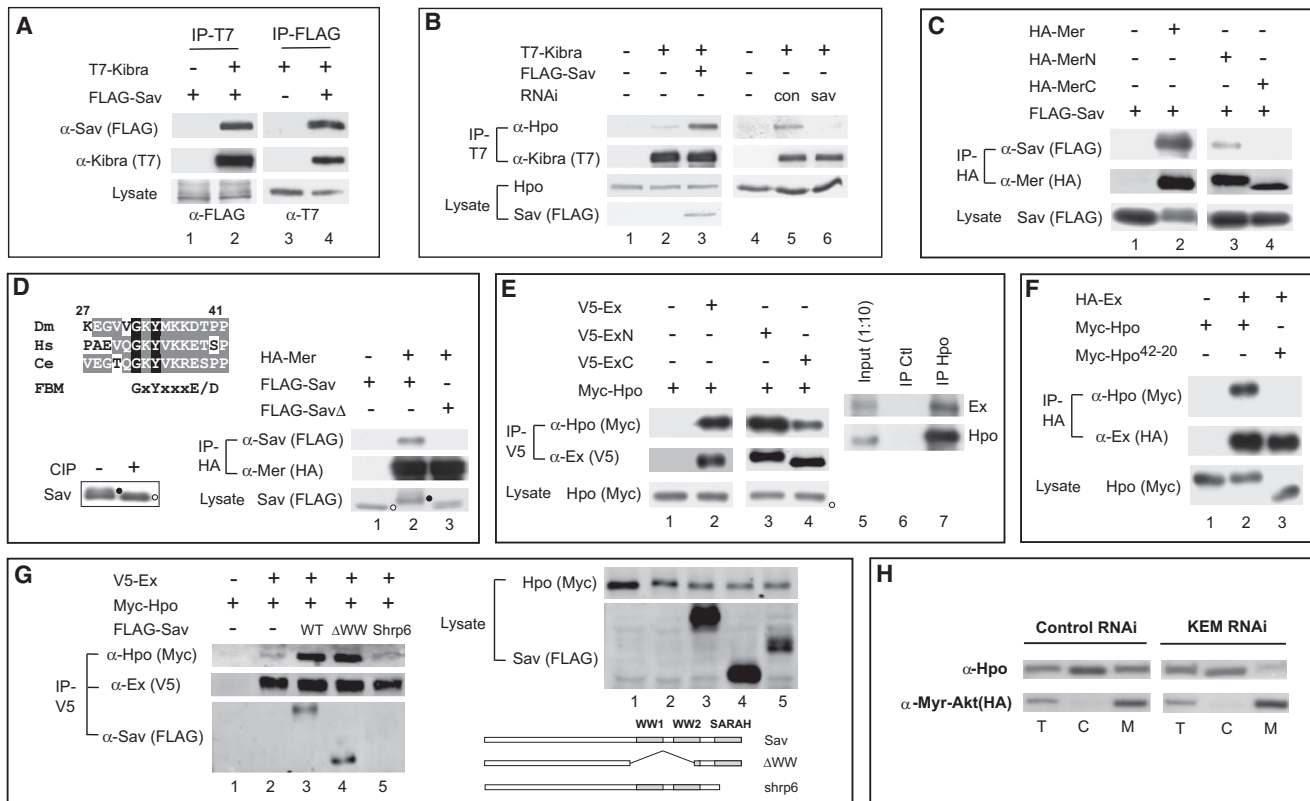 A
IP-T7 IP-FLAG
T7-Kibra - + + +
FLAG-Sav + + - +
α-Sav (FLAG)
α-Kibra (T7)
Lysate
α-FLAG α-T7
1 2 3 4
B
T7-Kibra - + + - + +
FLAG-Sav - - + - - -
RNAi - - - - con sav
IP-T7
α-Hpo
α-Kibra (T7)
Lysate
Hpo
Sav (FLAG)
1 2 3 4 5 6
C
HA-Mer - + - -
HA-MerN - - + -
HA-MerC - - - +
FLAG-Sav + + + +
IP-HA
α-Sav (FLAG)
α-Mer (HA)
Lysate Sav (FLAG)
1 2 3 4
D
27 41
Dm KEGVVGKYMKKDTPP
Hs PAEVQGKYVKKETSP
Ce VEGTQGKYVKRESPP
FBM GxYxxxE/D
CIP - +
Sav
HA-Mer - + +
FLAG-Sav + + -
FLAG-SavΔ - - +
IP-HA
α-Sav (FLAG)
α-Mer (HA)
Lysate Sav (FLAG)
1 2 3
E
V5-Ex - + - -
V5-ExN - - + -
V5-ExC - - - +
Myc-Hpo + + + +
IP-V5
α-Hpo (Myc)
α-Ex (V5)
Lysate Hpo (Myc)
1 2 3 4
Input (1:10) IP Ctl IP Hpo
Ex
Hpo
5 6 7
F
HA-Ex - + +
Myc-Hpo + + -
Myc-Hpo42-20 - - +
IP-HA
α-Hpo (Myc)
α-Ex (HA)
Lysate Hpo (Myc)
1 2 3
G
V5-Ex - + + + +
Myc-Hpo + + + + +
FLAG-Sav - - WT ΔWW Shrp6
IP-V5
α-Hpo (Myc)
α-Ex (V5)
α-Sav (FLAG)
1 2 3 4 5
Lysate
Hpo (Myc)
Sav (FLAG)
1 2 3 4 5
WW1 WW2 SARAH
Sav
ΔWW
shrp6
H
Control RNAi KEM RNAi
α-Hpo
α-Myr-Akt(HA)
T C M T C M